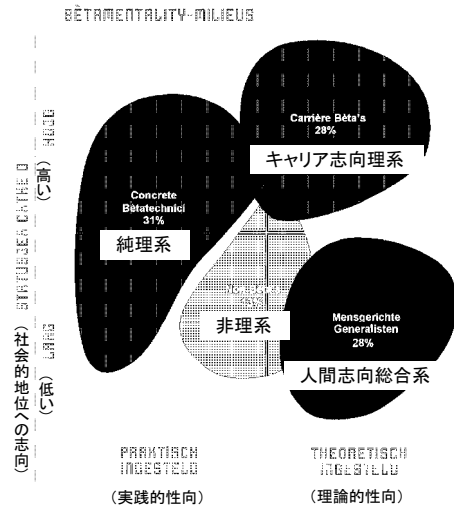 BÈTAMENTALITY-MILIEUS
HOOG
(高い)
(社会的地位への志向)
LAAG
(低い)
Carrière Bèta's
28%
キャリア志向理系
Concrete
Bètatechnici
31%
純理系
非理系
Mensgerichte
Generalisten
28%
人間志向総合系
PRAKTISCH
INGESTELD
(実践的性向)
THEORETISCH
INGESTELD
(理論的性向)